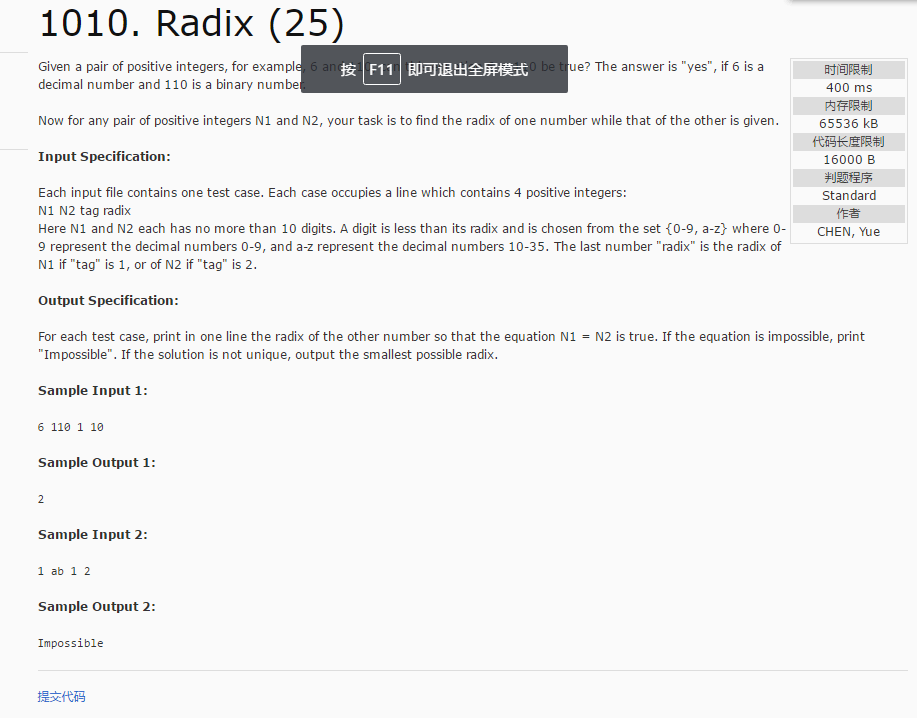 1010. Radix (25)
Given a pair of positive integers, for example, 6 and be true? The answer is "yes", if 6 is a
按 F11 即可退出全屏模式
decimal number and 110 is a binary number.
Now for any pair of positive integers N1 and N2, your task is to find the radix of one number while that of the other is given.
Input Specification:
Each input file contains one test case. Each case occupies a line which contains 4 positive integers:
N1 N2 tag radix
Here N1 and N2 each has no more than 10 digits. A digit is less than its radix and is chosen from the set {0-9, a-z} where 0-
9 represent the decimal numbers 0-9, and a-z represent the decimal numbers 10-35. The last number "radix" is the radix of
N1 if "tag" is 1, or of N2 if "tag" is 2.
Output Specification:
For each test case, print in one line the radix of the other number so that the equation N1 = N2 is true. If the equation is impossible, print
"Impossible". If the solution is not unique, output the smallest possible radix.
Sample Input 1:
6 110 1 10
Sample Output 1:
2
Sample Input 2:
1 ab 1 2
Sample Output 2:
Impossible
提交代码
时间限制
400 ms
内存限制
65536 kB
代码长度限制
16000 B
判题程序
Standard
作者
CHEN, Yue